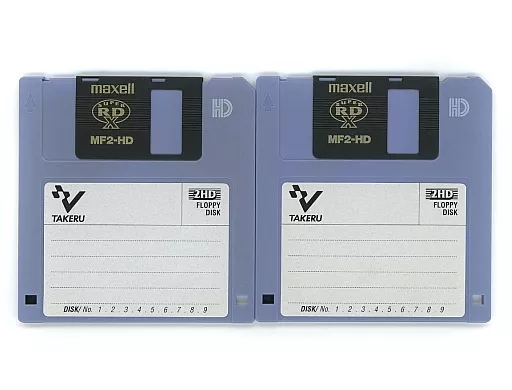 maxell
SUPER
RD
X
MF2-HD
HD
TAKERU
2HD
FLOPPY
DISK
DISK/No. 1 . 2 . 3 . 4 . 5 . 6 . 7 . 8 . 9
maxell
SUPER
RD
X
MF2-HD
HD
TAKERU
2HD
FLOPPY
DISK
DISK/No. 1 . 2 . 3 . 4 . 5 . 6 . 7 . 8 . 9